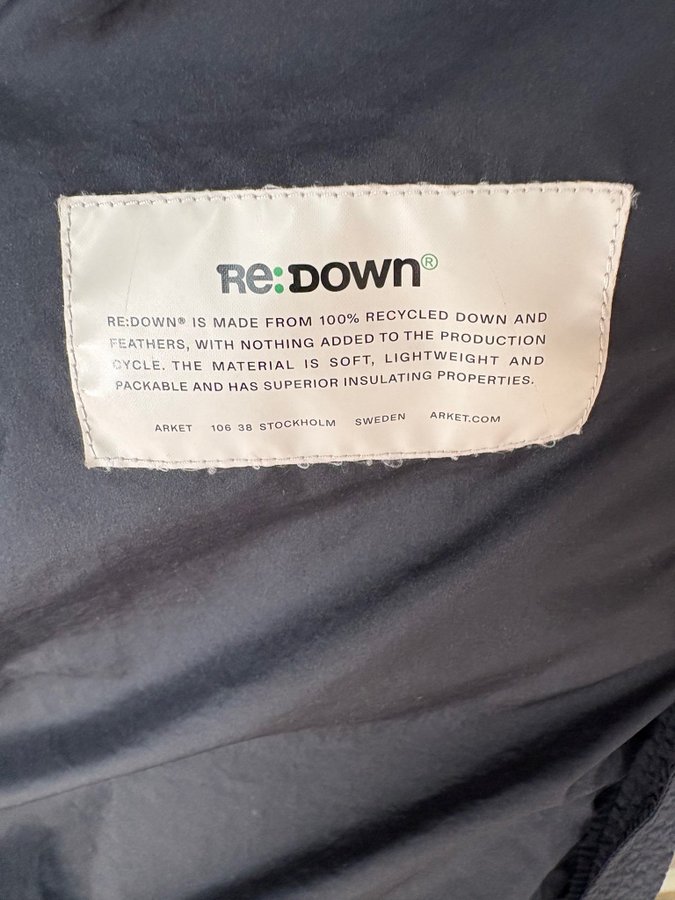 Re:DOWN®
RE:DOWN® IS MADE FROM 100% RECYCLED DOWN AND
FEATHERS, WITH NOTHING ADDED TO THE PRODUCTION
CYCLE. THE MATERIAL IS SOFT, LIGHTWEIGHT AND
PACKABLE AND HAS SUPERIOR INSULATING PROPERTIES.
ARKET 106 38 STOCKHOLM SWEDEN ARKET.COM